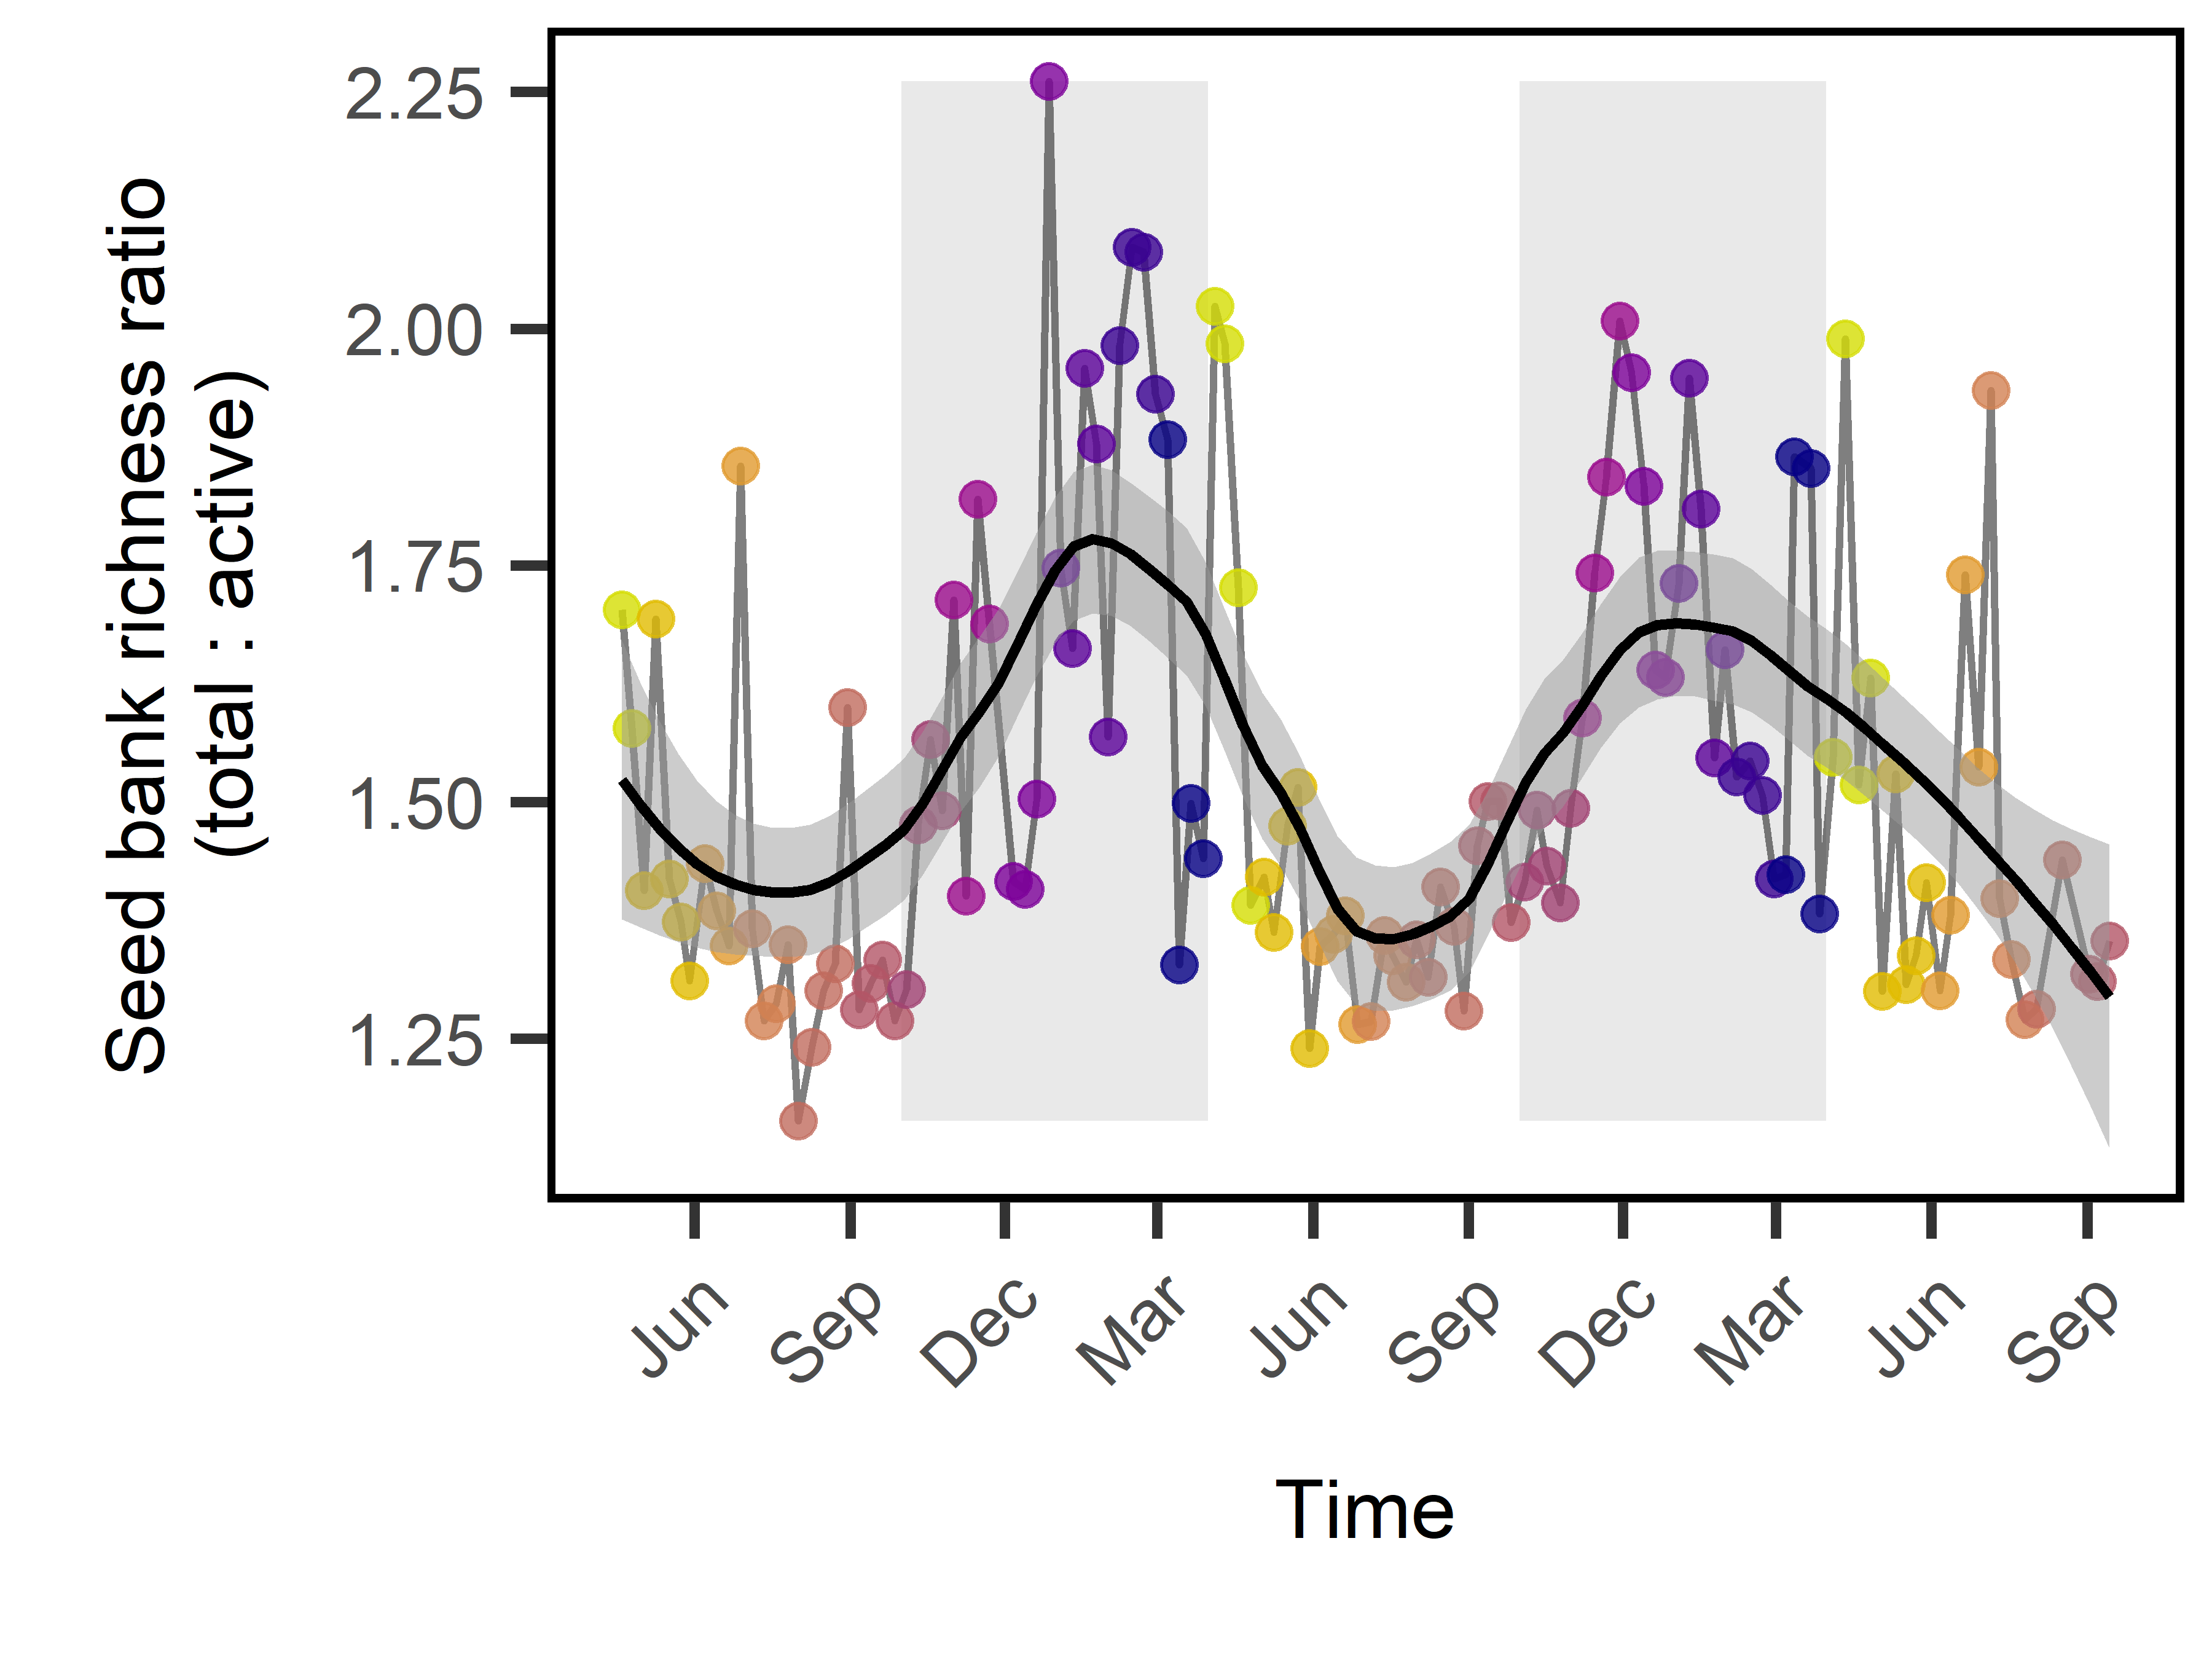 Seed bank richness ratio
(total : active)
2.25
2.00
1.75
1.50
1.25
Jun
Sep
Dec
Mar
Jun
Sep
Dec
Mar
Jun
Sep
Time